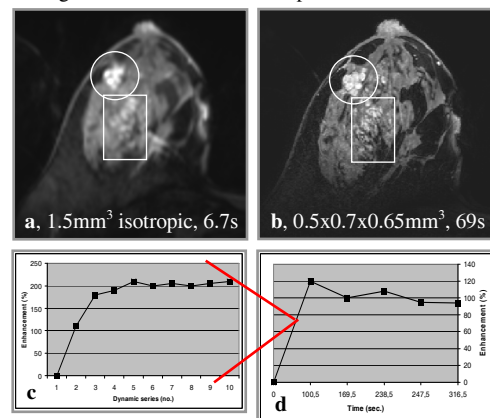 a, 1.5mm³ isotropic, 6.7s
b, 0.5x0.7x0.65mm³, 69s
250
200
150
100
50
0
Enhancement (%)
1 2 3 4 5 6 7 8 9 10
Dynamic series (no.)
c
140
120
100
80
60
40
20
0
Enhancement (%)
0 100,5 169,5 238,5 247,5 316,5
Time (sec.)
d